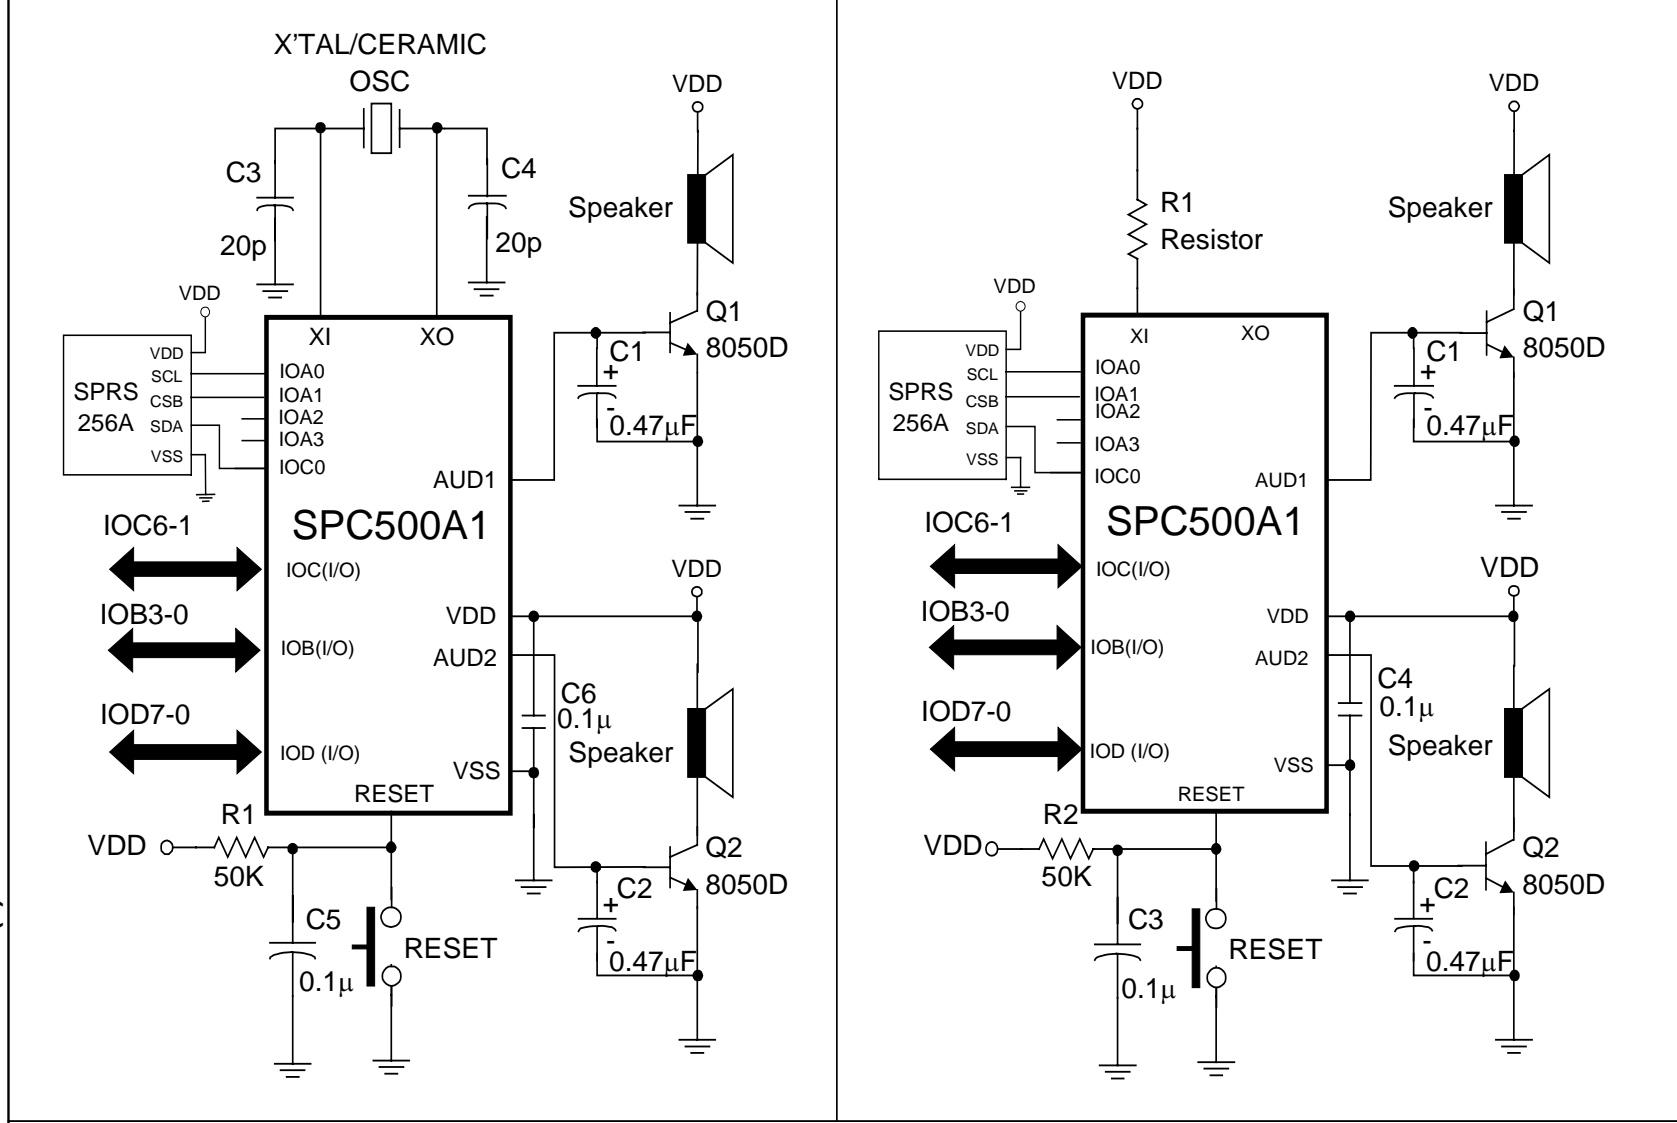 X'TAL/CERAMIC
OSC
C3
20p
C4
20p
VDD
Speaker
Q1
8050D
C1
+
-
0.47μF
VDD
SPRS
256A
VDD
SCL
CSB
SDA
VSS
XI
XO
IOA0
IOA1
IOA2
IOA3
IOC0
AUD1
SPC500A1
IOC6-1
IOC(I/O)
IOB3-0
IOB(I/O)
IOD7-0
IOD (I/O)
VDD
AUD2
VSS
RESET
VDD
C6
0.1μ
Speaker
Q2
8050D
C2
+
-
0.47μF
VDD
R1
50K
C5
0.1μ
RESET
VDD
R1
Resistor
VDD
Speaker
Q1
8050D
C1
+
-
0.47μF
VDD
SPRS
256A
VDD
SCL
CSB
SDA
VSS
XI
XO
IOA0
IOA1
IOA2
IOA3
IOC0
AUD1
SPC500A1
IOC6-1
IOC(I/O)
IOB3-0
IOB(I/O)
IOD7-0
IOD (I/O)
VDD
AUD2
VSS
RESET
VDD
C4
0.1μ
Speaker
Q2
8050D
C2
+
-
0.47μF
VDD
R2
50K
C3
0.1μ
RESET